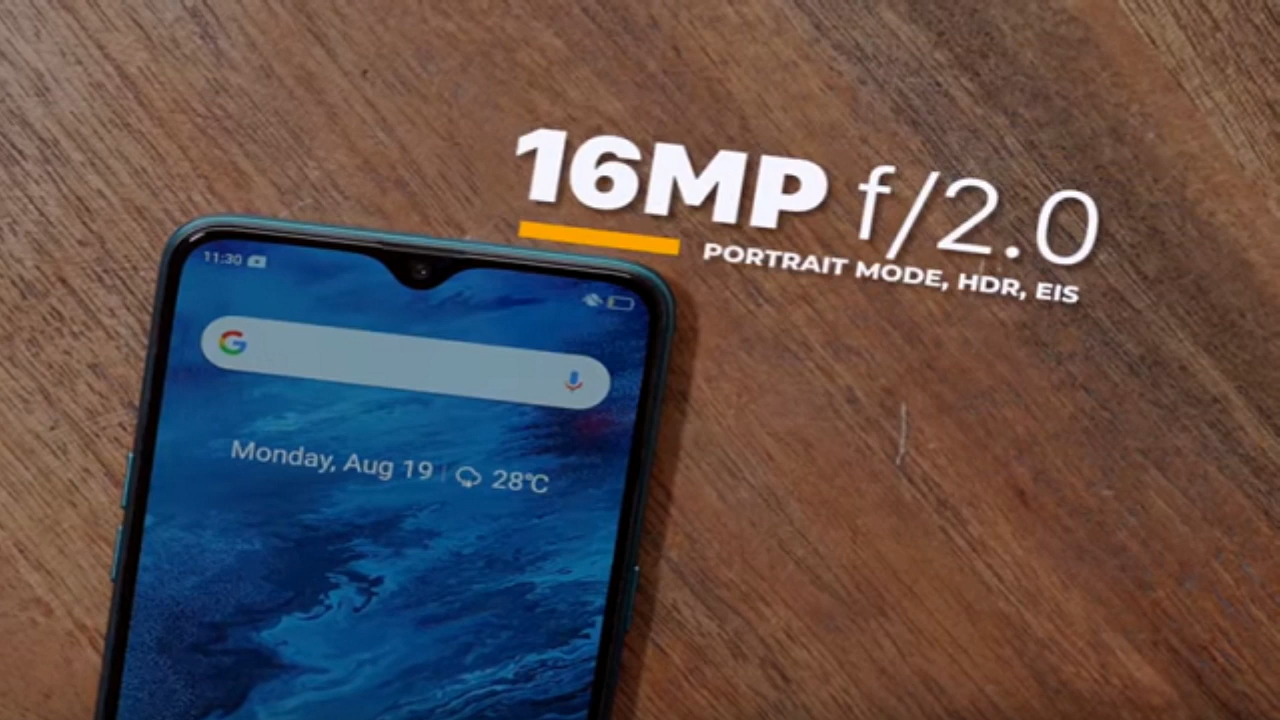 16MP f/2.0
PORTRAIT MODE, HDR, EIS
11:30
G
Monday, Aug 19 28°C